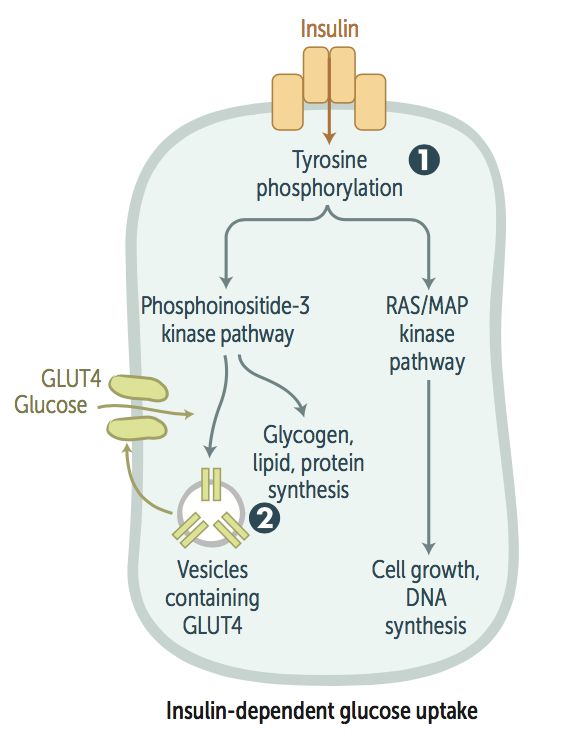 Insulin
Tyrosine
phosphorylation
1
Phosphoinositide-3
kinase pathway
RAS/MAP
kinase
pathway
GLUT4
Glucose
Glycogen,
lipid, protein
synthesis
2
Vesicles
containing
GLUT4
Cell growth,
DNA
synthesis
Insulin-dependent glucose uptake